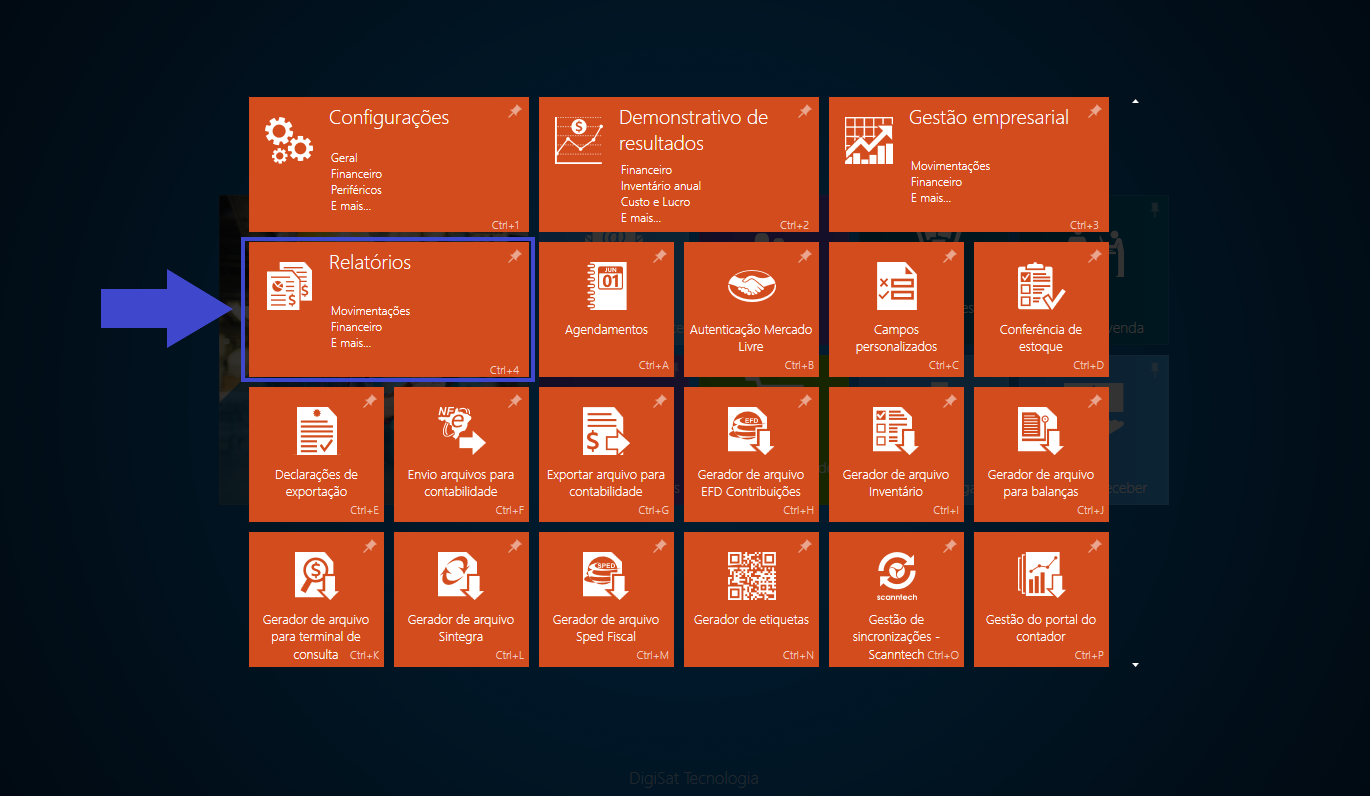 Configurações
Geral
Financeiro
Periféricos
E mais...
Ctrl+1
Demonstrativo de
resultados
Financeiro
Inventário anual
Custo e Lucro
E mais...
Ctrl+2
Gestão empresarial
Movimentações
Financeiro
E mais...
Ctrl+3
Relatórios
Movimentações
Financeiro
E mais...
Ctrl+4
JUN
01
Agendamentos
Ctrl+A
Autenticação Mercado
Livre
Ctrl+B
Campos
personalizados
Ctrl+C
Conferência de
estoque
Ctrl+D
venda
Declarações de
exportação
Ctrl+E
NF
e
Envio arquivos para
contabilidade
Ctrl+F
Exportar arquivo para
contabilidade
Ctrl+G
EFD
Gerador de arquivo
EFD Contribuições
Ctrl+H
Gerador de arquivo
Inventário
Ctrl+I
Gerador de arquivo
para balanças
Ctrl+J
ceber
Gerador de arquivo
para terminal de
consulta
Ctrl+K
Gerador de arquivo
Sintegra
Ctrl+L
SPED
Gerador de arquivo
Sped Fiscal
Ctrl+M
Gerador de etiquetas
Ctrl+N
scanntech
Gestão de
sincronizações -
Scanntech
Ctrl+O
Gestão do portal do
contador
Ctrl+P
DigiSat Tecnologia